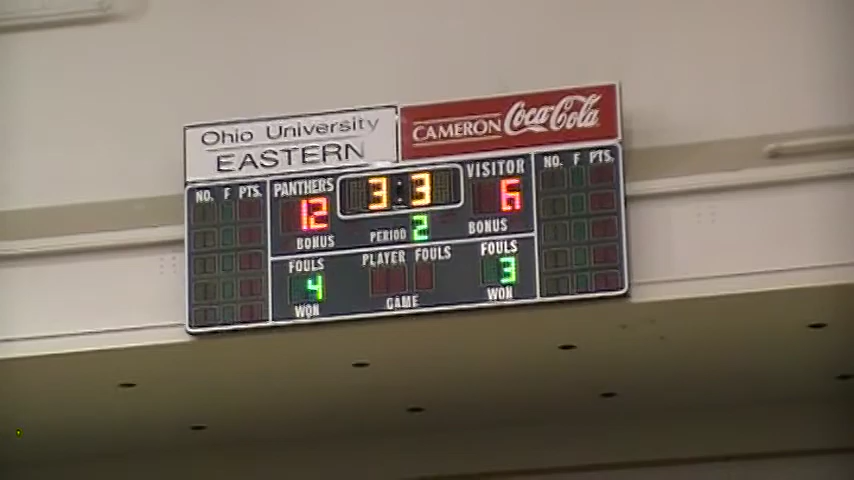 Ohio University
EASTERN
CAMERON Coca-Cola
NO. F PTS. PANTHERS 3:3 VISITOR NO. F PTS.
12 6
BONUS PERIOD 2 BONUS
FOULS PLAYER FOULS FOULS
4 3
WON GAME WON